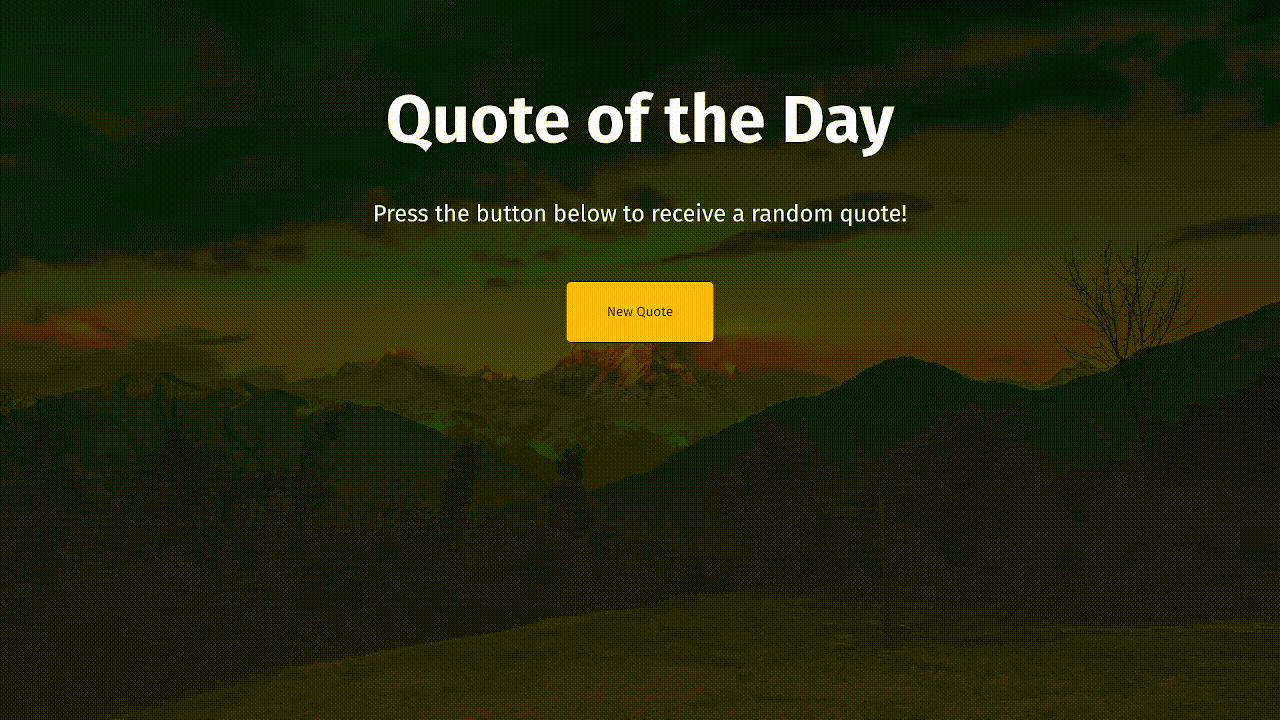 Quote of the Day
Press the button below to receive a random quote!
New Quote